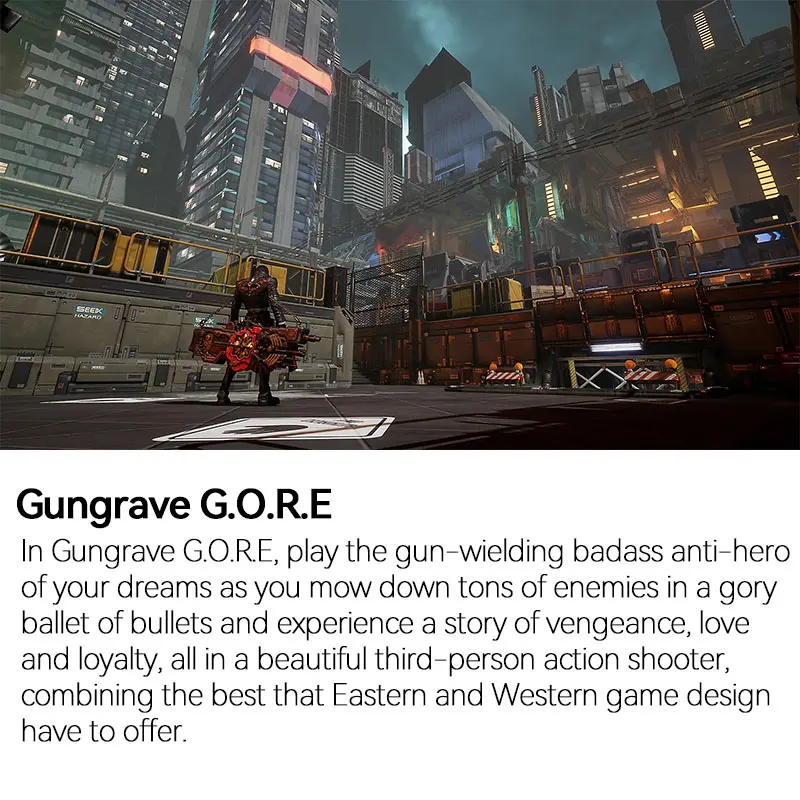 SEEK
HAZARD
Gungrave G.O.R.E
In Gungrave G.O.R.E, play the gun-wielding badass anti-hero
of your dreams as you mow down tons of enemies in a gory
ballet of bullets and experience a story of vengeance, love
and loyalty, all in a beautiful third-person action shooter,
combining the best that Eastern and Western game design
have to offer.